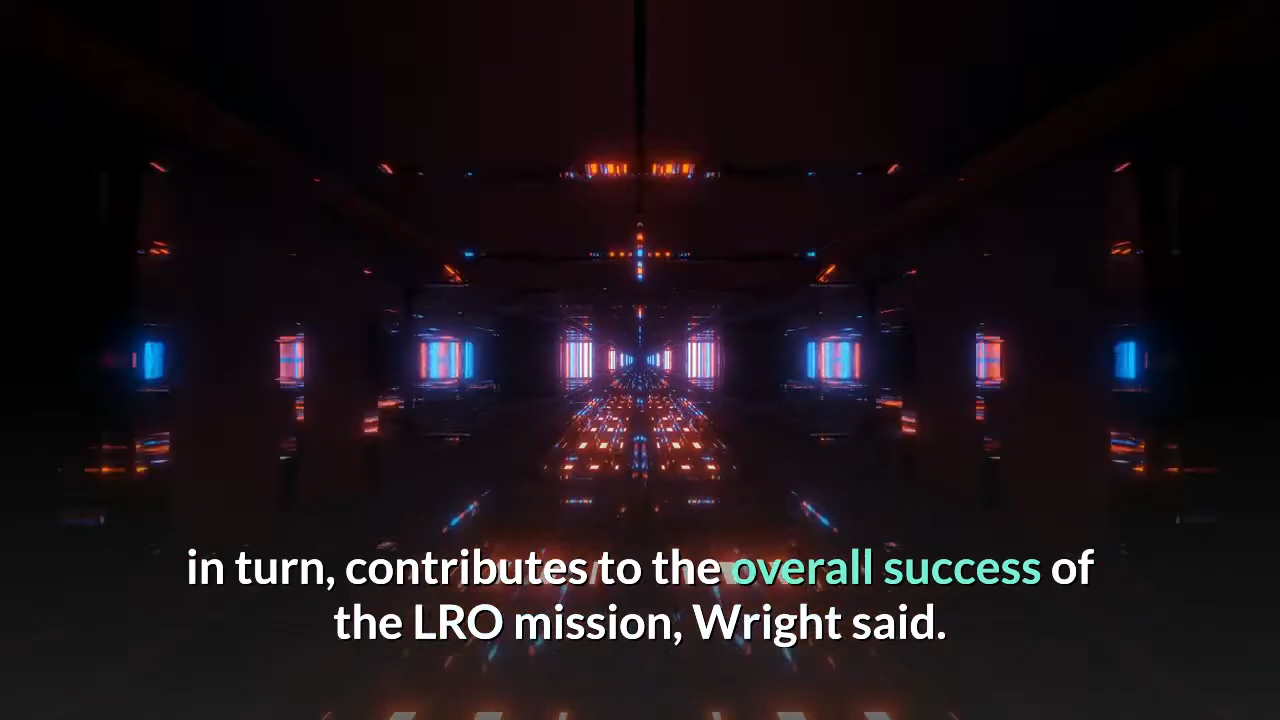 in turn, contributes to the overall success of
the LRO mission, Wright said.